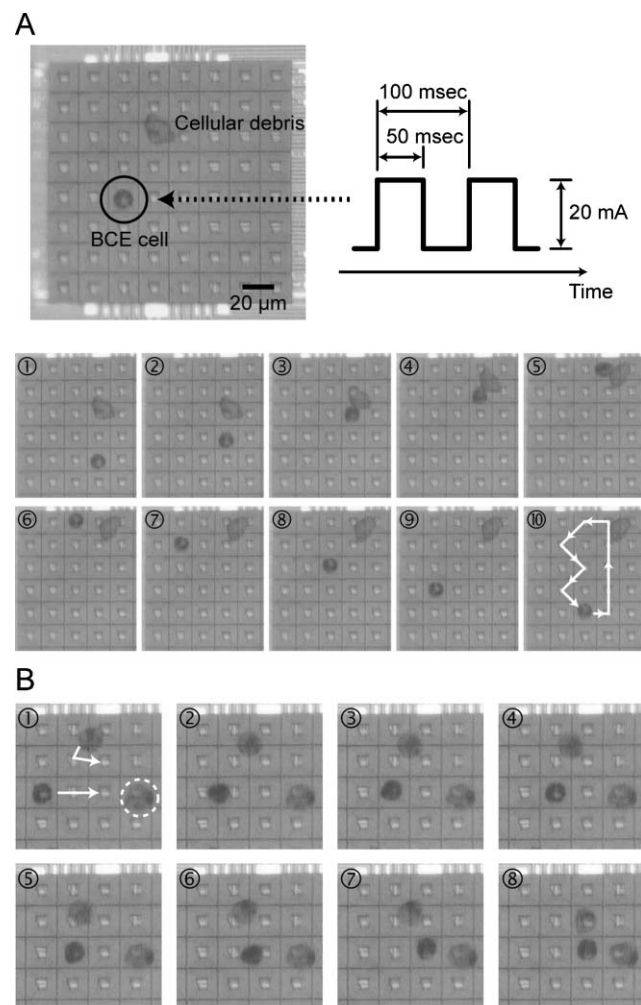 A
Cellular debris
BCE cell
20 µm
100 msec
50 msec
20 mA
Time
① ② ③ ④ ⑤
⑥ ⑦ ⑧ ⑨ ⑩
B
① ② ③ ④
⑤ ⑥ ⑦ ⑧